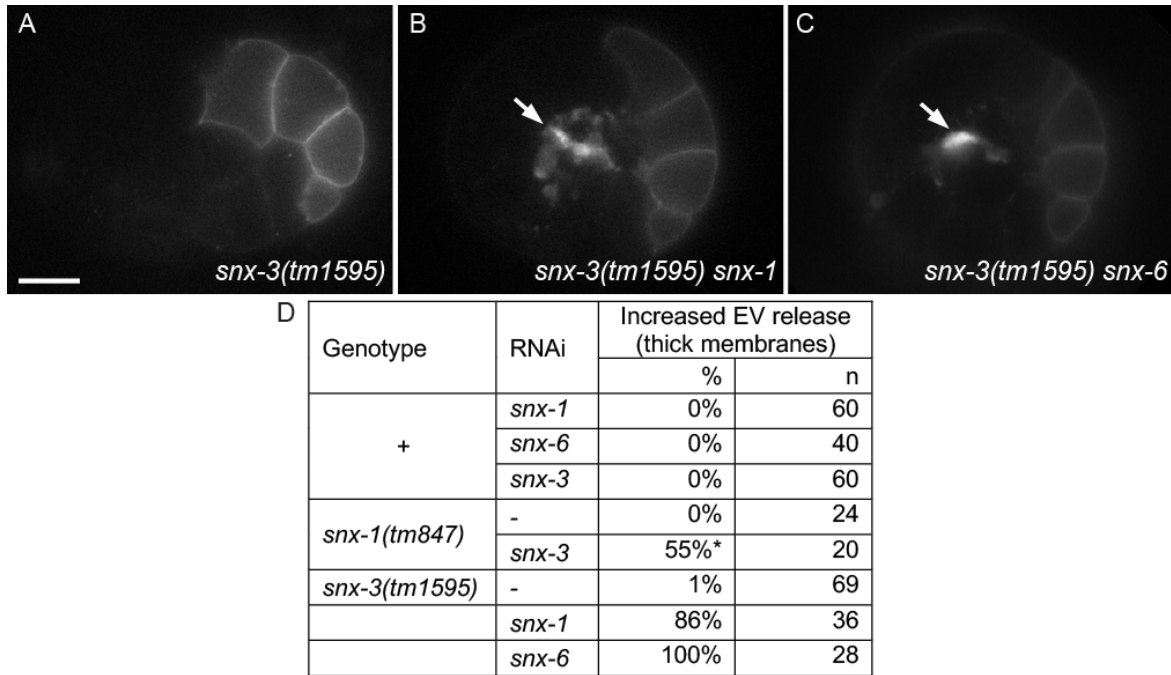 A
B
C
snx-3(tm1595)
snx-3(tm1595) snx-1
snx-3(tm1595) snx-6
D
Genotype RNAi Increased EV release
(thick membranes)
% n
+ snx-1 0% 60
snx-6 0% 40
snx-3 0% 60
snx-1(tm847) - 0% 24
snx-3 55%* 20
snx-3(tm1595) - 1% 69
snx-1 86% 36
snx-6 100% 28